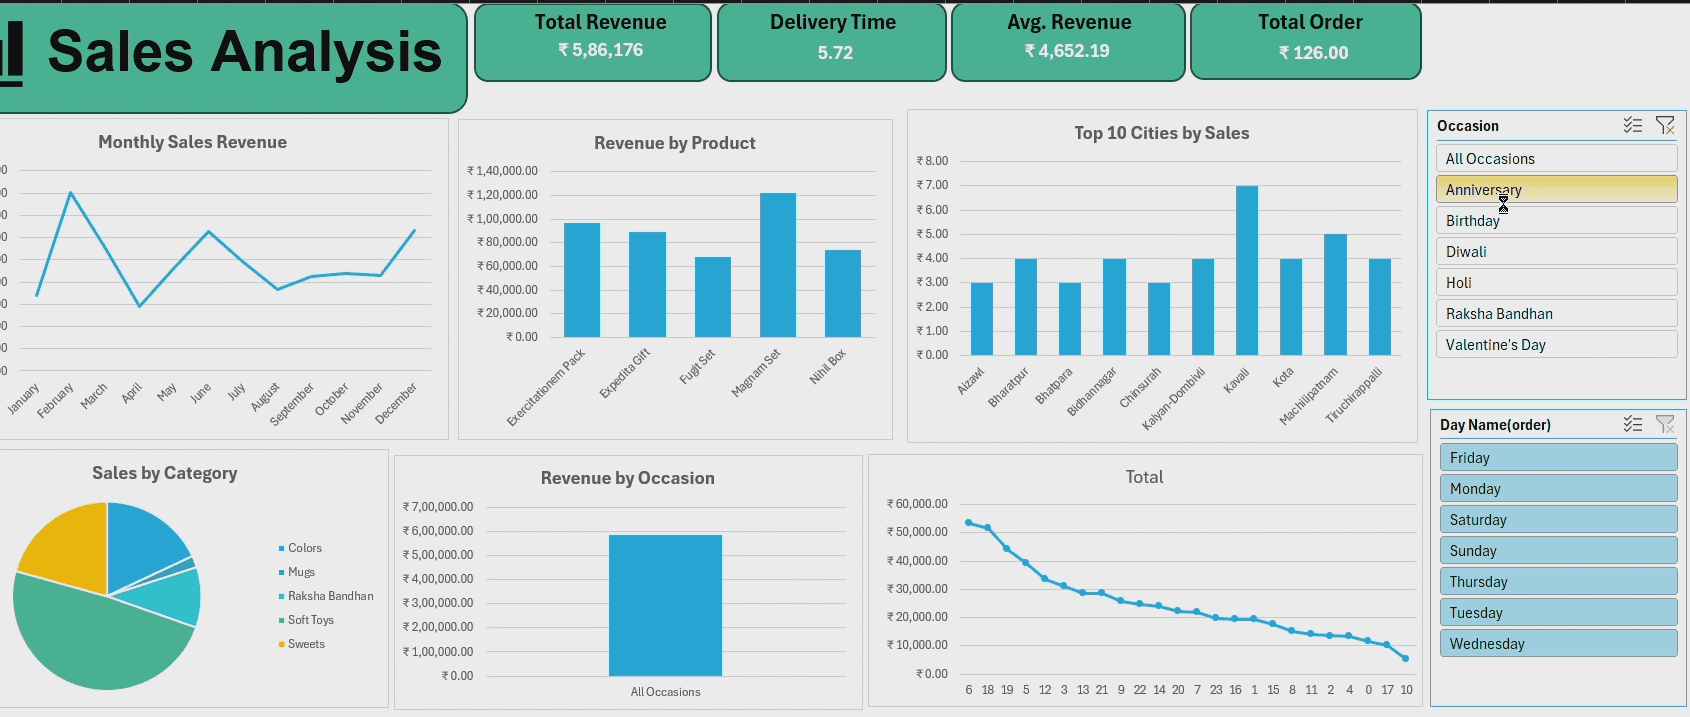 Sales Analysis
Total Revenue
₹ 5,86,176
Delivery Time
5.72
Avg. Revenue
₹ 4,652.19
Total Order
₹ 126.00
Monthly Sales Revenue
January
February
March
April
May
June
July
August
September
October
November
December
Revenue by Product
₹ 1,40,000.00
₹ 1,20,000.00
₹ 1,00,000.00
₹ 80,000.00
₹ 60,000.00
₹ 40,000.00
₹ 20,000.00
₹ 0.00
Exercitationem Pack
Expedita Gift
Fugit Set
Magnam Set
Nihil Box
Top 10 Cities by Sales
₹ 8.00
₹ 7.00
₹ 6.00
₹ 5.00
₹ 4.00
₹ 3.00
₹ 2.00
₹ 1.00
₹ 0.00
Aizawl
Bharatpur
Bhatpara
Bidhannagar
Chinsurah
Kalyan-Dombivli
Kavali
Kota
Machilipatnam
Tiruchirappalli
Occasion
All Occasions
Anniversary
Birthday
Diwali
Holi
Raksha Bandhan
Valentine's Day
Sales by Category
Colors
Mugs
Raksha Bandhan
Soft Toys
Sweets
Revenue by Occasion
₹ 7,00,000.00
₹ 6,00,000.00
₹ 5,00,000.00
₹ 4,00,000.00
₹ 3,00,000.00
₹ 2,00,000.00
₹ 1,00,000.00
₹ 0.00
All Occasions
Total
₹ 60,000.00
₹ 50,000.00
₹ 40,000.00
₹ 30,000.00
₹ 20,000.00
₹ 10,000.00
₹ 0.00
6 18 19 5 12 3 13 21 9 22 14 20 7 23 16 1 15 8 11 2 4 0 17 10
Day Name(order)
Friday
Monday
Saturday
Sunday
Thursday
Tuesday
Wednesday